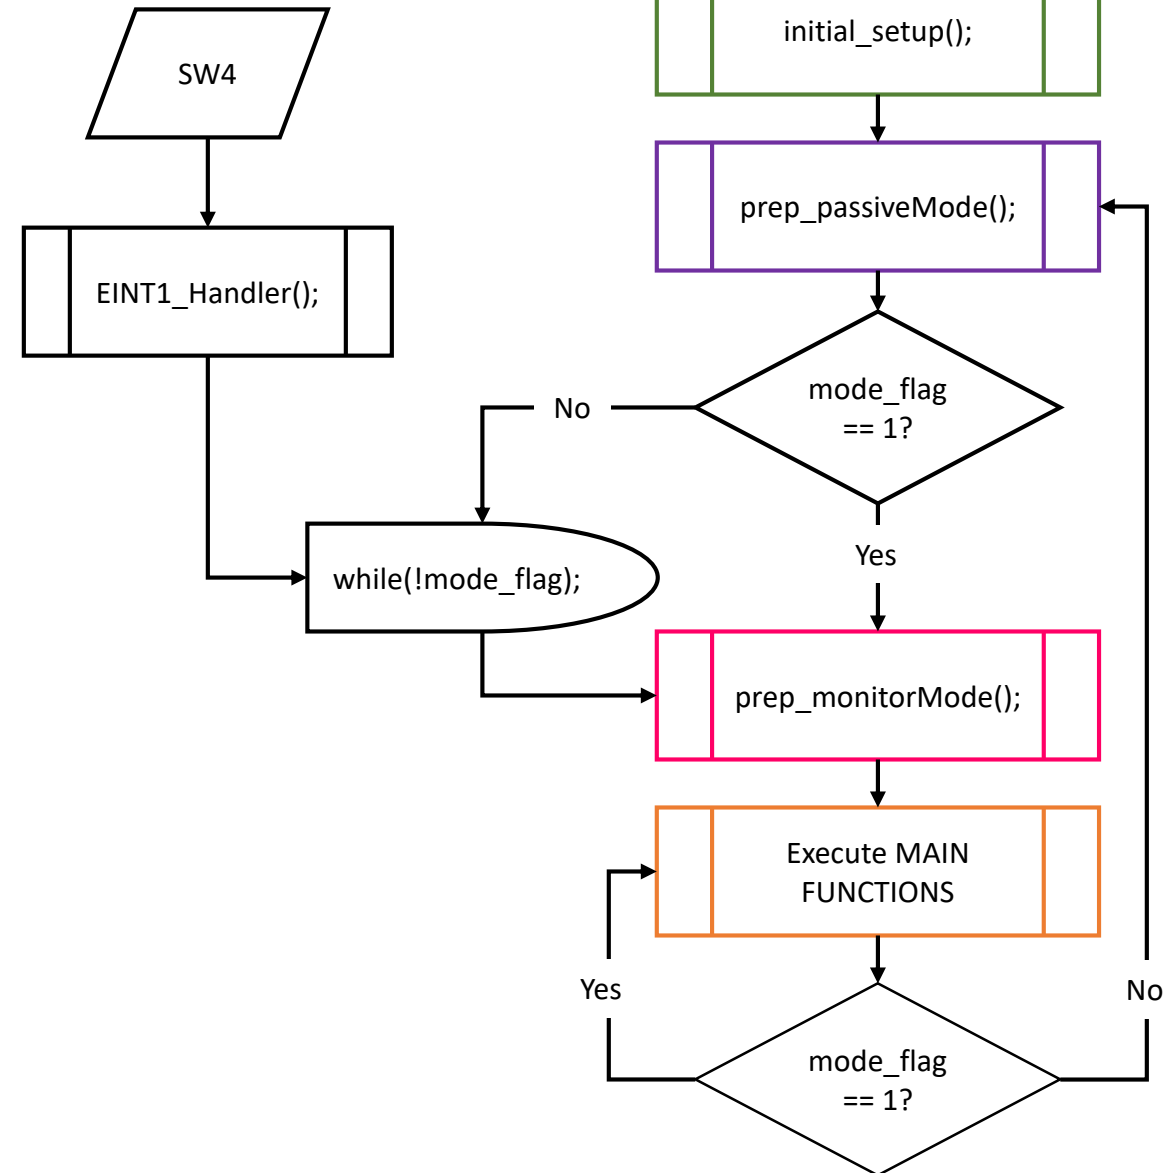 SW4
initial_setup();
prep_passiveMode();
EINT1_Handler();
mode_flag
== 1?
No
Yes
while(!mode_flag);
prep_monitorMode();
Execute MAIN
FUNCTIONS
Yes
No
mode_flag
== 1?